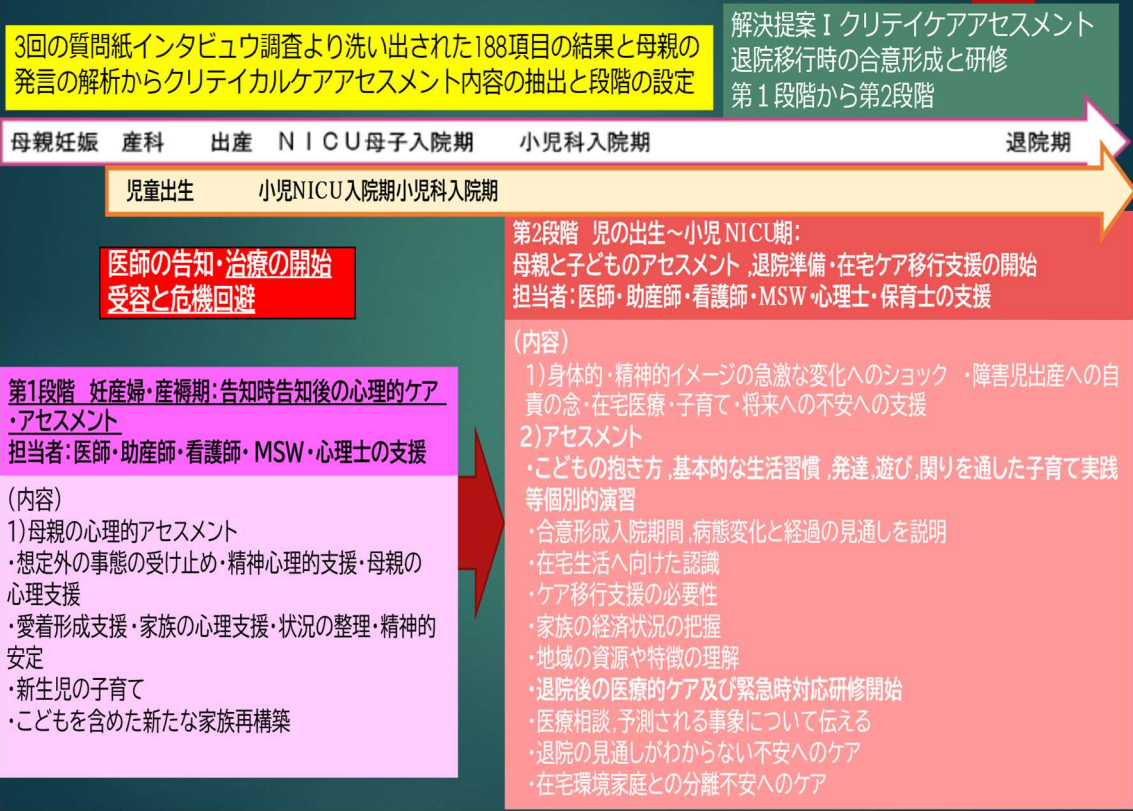 3回の質問紙インタビュウ調査より洗い出された188項目の結果と母親の
発言の解析からクリテイカルケアアセスメント内容の抽出と段階の設定
解決提案Ⅰクリテイケアアセスメント
退院移行時の合意形成と研修
第１段階から第2段階
母親妊娠 産科 出産 ＮＩＣＵ母子入院期 小児科入院期 退院期
児童出生 小児NICU入院期小児科入院期
医師の告知・治療の開始
受容と危機回避
第1段階 妊産婦・産褥期：告知時告知後の心理的ケア
・アセスメント
担当者：医師・助産師・看護師・MSW・心理士の支援
（内容）
1)母親の心理的アセスメント
・想定外の事態の受け止め・精神心理的支援・母親の
心理支援
・愛着形成支援・家族の心理支援・状況の整理・精神的
安定
・新生児の子育て
・こどもを含めた新たな家族再構築
第2段階 児の出生～小児NICU期：
母親と子どものアセスメント,退院準備・在宅ケア移行支援の開始
担当者：医師・助産師・看護師・MSW・心理士・保育士の支援
（内容）
1)身体的・精神的イメージの急激な変化へのショック ・障害児出産への自
責の念・在宅医療・子育て・将来への不安への支援
2)アセスメント
・こどもの抱き方,基本的な生活習慣,発達,遊び,関りを通した子育て実践
等個別的演習
・合意形成入院期間,病態変化と経過の見通しを説明
・在宅生活へ向けた認識
・ケア移行支援の必要性
・家族の経済状況の把握
・地域の資源や特徴の理解
・退院後の医療的ケア及び緊急時対応研修開始
・医療相談,予測される事象について伝える
・退院の見通しがわからない不安へのケア
・在宅環境家庭との分離不安へのケア